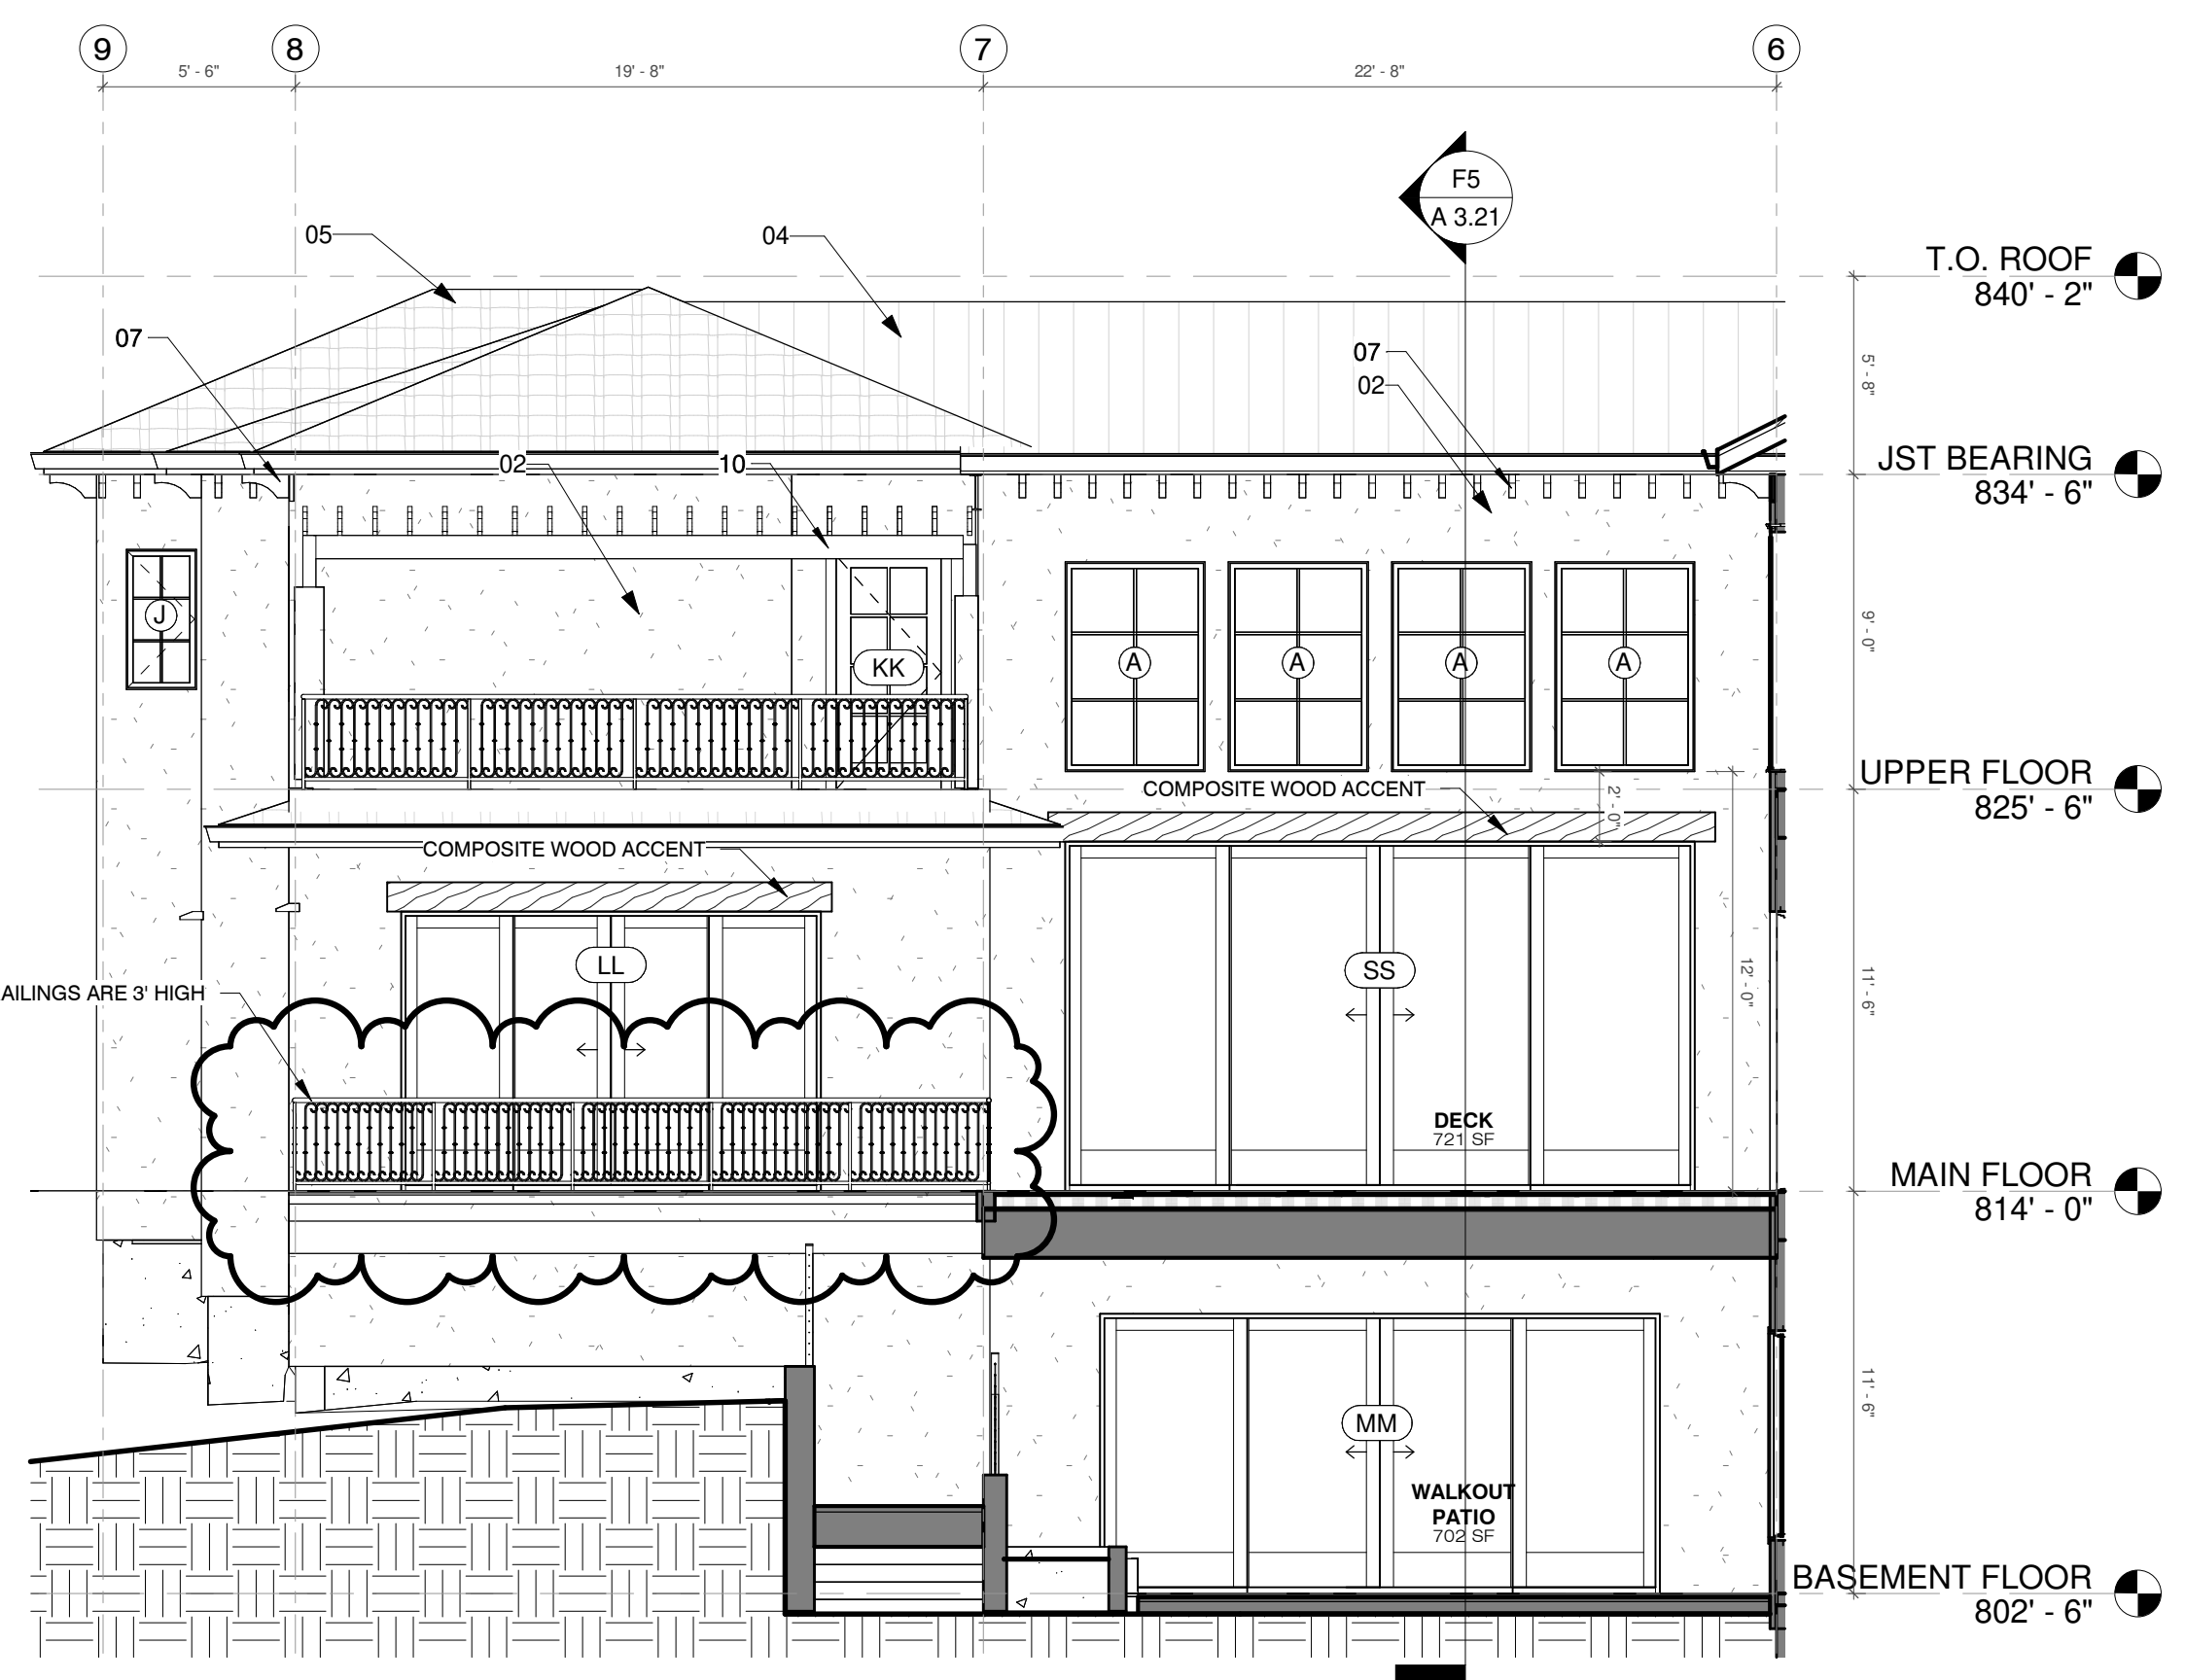 9
8
7
6
5' - 6"
19' - 8"
22' - 8"
F5
A 3.21
05
04
07
07
02
02
10
T.O. ROOF
840' - 2"
5' - 8"
JST BEARING
834' - 6"
9' - 0"
J
KK
A
A
A
A
UPPER FLOOR
825' - 6"
COMPOSITE WOOD ACCENT
2' - 0"
COMPOSITE WOOD ACCENT
LL
SS
12' - 0"
11' - 6"
AILINGS ARE 3' HIGH
DECK
721 SF
MAIN FLOOR
814' - 0"
11' - 6"
MM
WALKOUT
PATIO
702 SF
BASEMENT FLOOR
802' - 6"